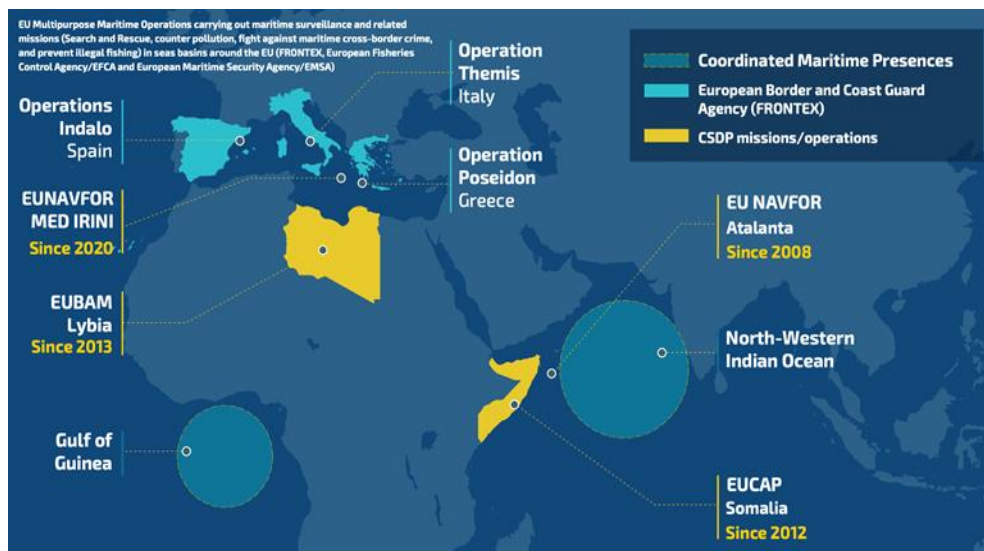 EU Multipurpose Maritime Operations carrying out maritime surveillance and related
missions (Search and Rescue, counter pollution, fight against maritime cross-border crime,
and prevent illegal fishing) in seas basins around the EU (FRONTEX, European Fisheries
Control Agency/EFCA and European Maritime Security Agency/EMSA)
Operation
Themis
Italy
Coordinated Maritime Presences
European Border and Coast Guard
Agency (FRONTEX)
CSDP missions/operations
Operations
Indalo
Spain
Operation
Poseidon
Greece
EUNAVFOR
MED IRINI
Since 2020
EU NAVFOR
Atalanta
Since 2008
EUBAM
Lybia
Since 2013
North-Western
Indian Ocean
Gulf of
Guinea
EUCAP
Somalia
Since 2012